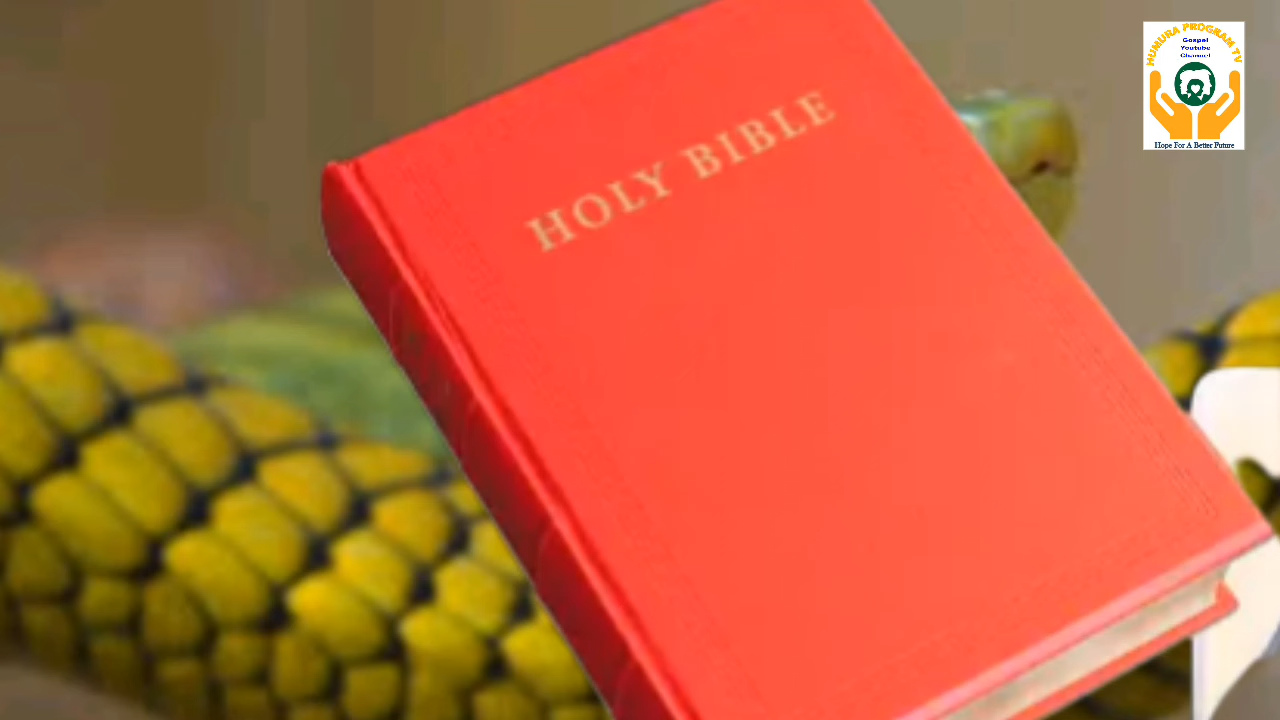 HOLY BIBLE
HUMURA PROGRAM TV
Gospel
Youtube
Channel
Hope For A Better Future